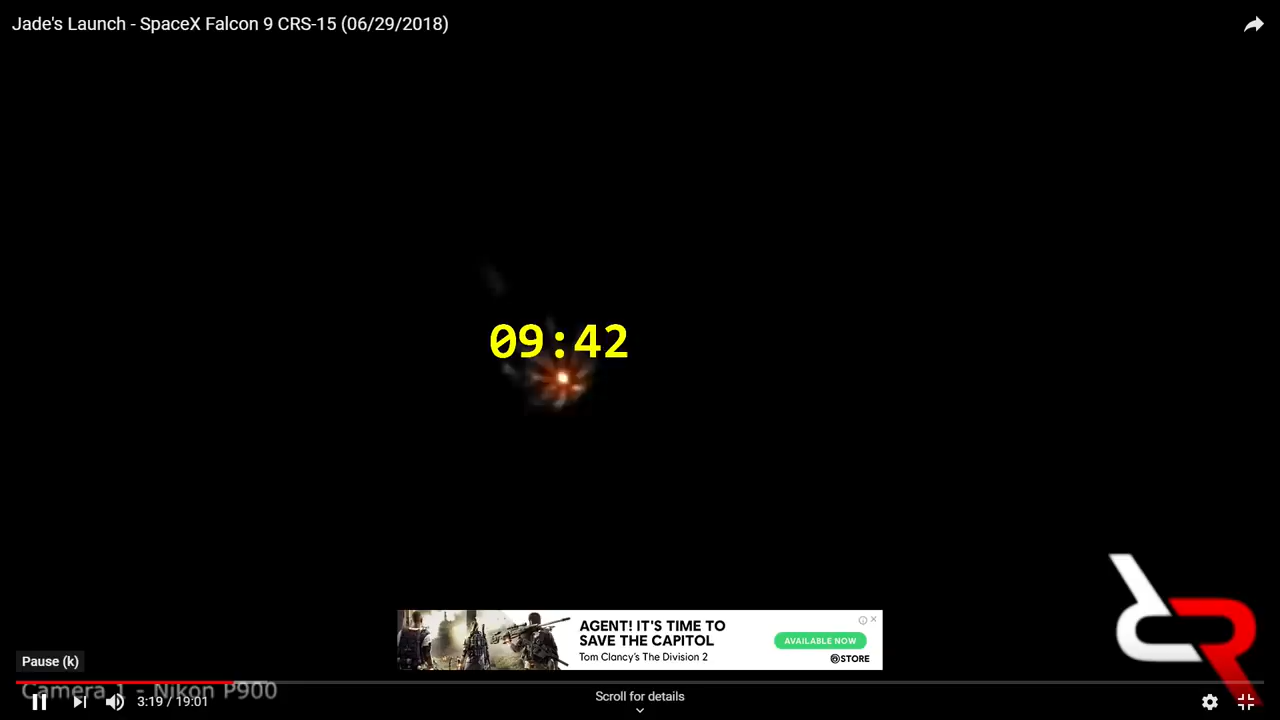 Jade's Launch - SpaceX Falcon 9 CRS-15 (06/29/2018)
09:42
AGENT! IT'S TIME TO
SAVE THE CAPITOL
Tom Clancy's The Division 2
AVAILABLE NOW
STORE
Pause (k)
Camera 1 - Nikon P900
3:19 / 19:01
Scroll for details